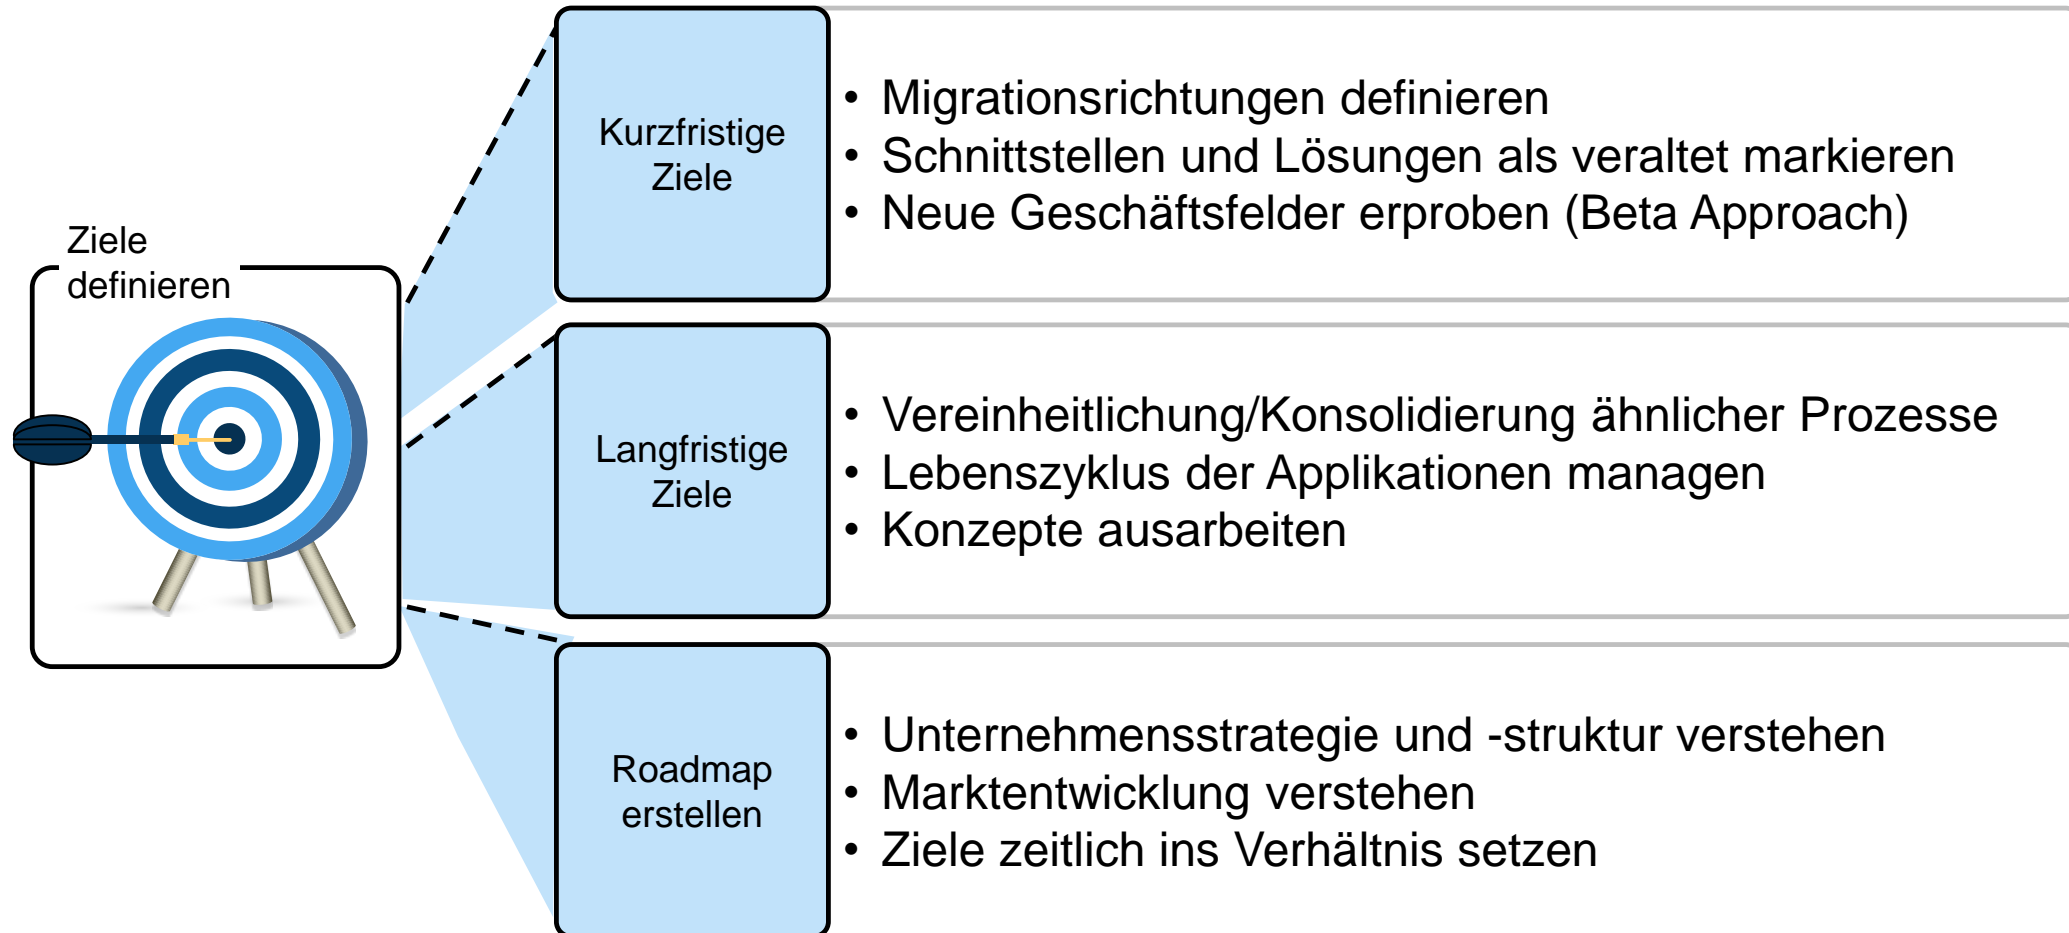 Ziele
definieren
Kurzfristige
Ziele
• Migrationsrichtungen definieren
• Schnittstellen und Lösungen als veraltet markieren
• Neue Geschäftsfelder erproben (Beta Approach)
Langfristige
Ziele
• Vereinheitlichung/Konsolidierung ähnlicher Prozesse
• Lebenszyklus der Applikationen managen
• Konzepte ausarbeiten
Roadmap
erstellen
• Unternehmensstrategie und -struktur verstehen
• Marktentwicklung verstehen
• Ziele zeitlich ins Verhältnis setzen